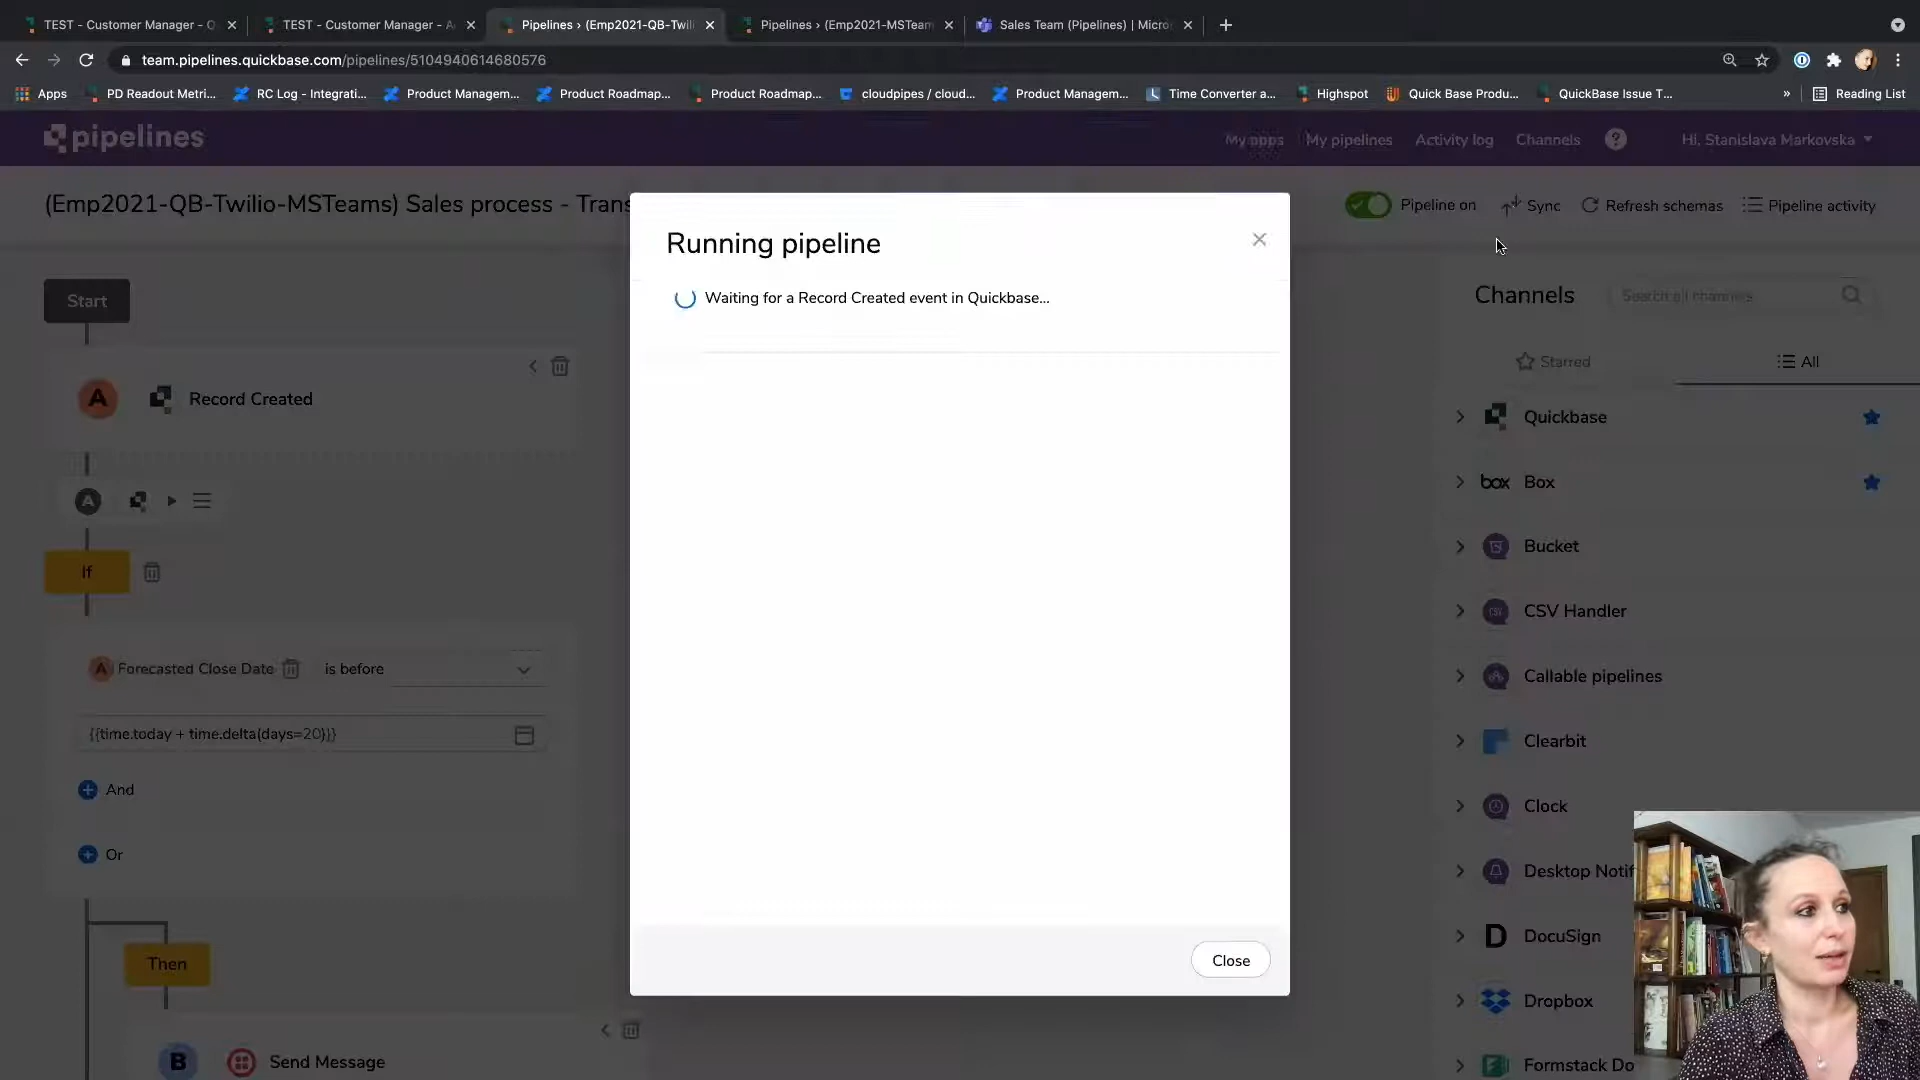 TEST - Customer Manager - Q
TEST - Customer Manager - A
Pipelines › (Emp2021-QB-Twili
Pipelines › (Emp2021-MSTeam
Sales Team (Pipelines) | Micro
team.pipelines.quickbase.com/pipelines/5104940614680576
Apps
PD Readout Metri...
RC Log - Integrati...
Product Managem...
Product Roadmap...
Product Roadmap...
cloudpipes / cloud...
Product Managem...
Time Converter a...
Highspot
Quick Base Produ...
QuickBase Issue T...
»
Reading List
pipelines
My apps
My pipelines
Activity log
Channels
?
Hi, Stanislava Markovska
(Emp2021-QB-Twilio-MSTeams) Sales process - Trans
Pipeline on
Sync
Refresh schemas
Pipeline activity
Running pipeline
Waiting for a Record Created event in Quickbase...
Close
Start
A
Record Created
A
If
A Forecasted Close Date
is before
{{time.today + time.delta(days=20)}}
And
Or
Then
B
Send Message
Channels
Search all channels
Starred
All
Quickbase
box
Box
Bucket
CSV
CSV Handler
Callable pipelines
Clearbit
Clock
Desktop Notif
D
DocuSign
Dropbox
Formstack Do